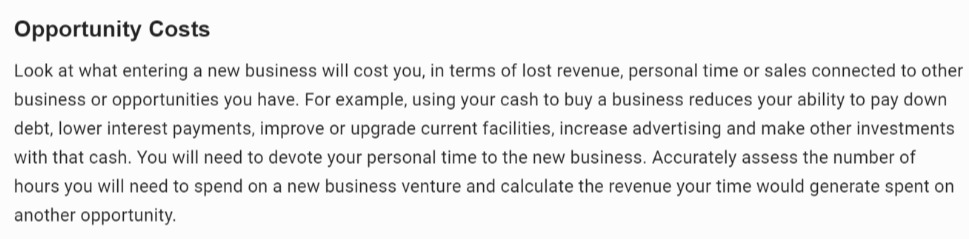 Opportunity Costs
Look at what entering a new business will cost you, in terms of lost revenue, personal time or sales connected to other
business or opportunities you have. For example, using your cash to buy a business reduces your ability to pay down
debt, lower interest payments, improve or upgrade current facilities, increase advertising and make other investments
with that cash. You will need to devote your personal time to the new business. Accurately assess the number of
hours you will need to spend on a new business venture and calculate the revenue your time would generate spent on
another opportunity.